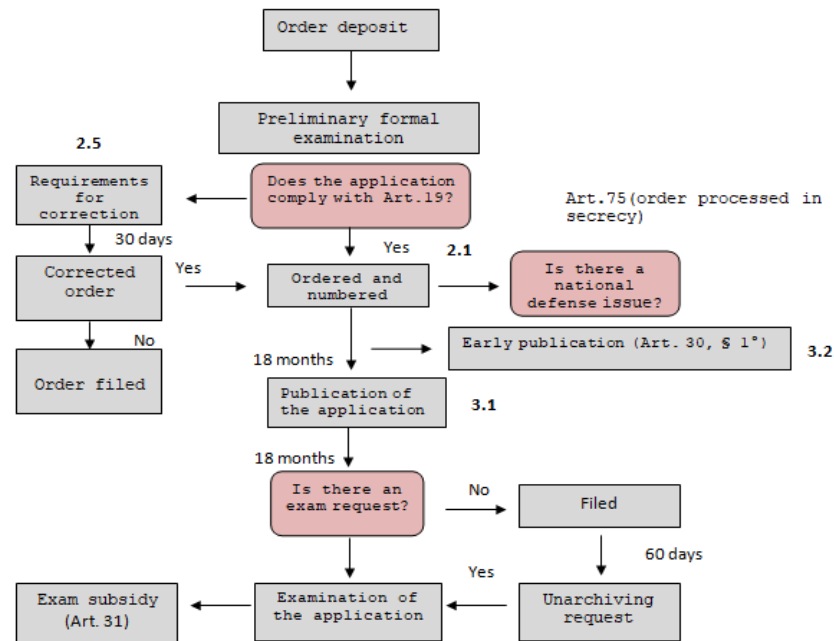 Order deposit
Preliminary formal
examination
2.5
Requirements
for
correction
Does the application
comply with Art.19?
Art.75(order processed in
secrecy)
30 days
Yes
2.1
Corrected
order
Yes
Ordered and
numbered
Is there a
national
defense issue?
No
Order filed
18 months
Early publication (Art. 30, § 1°)
3.2
Publication of
the application
3.1
18 months
Is there an
exam request?
No
Filed
60 days
Exam subsidy
(Art. 31)
Examination of
the application
Yes
Unarchiving
request